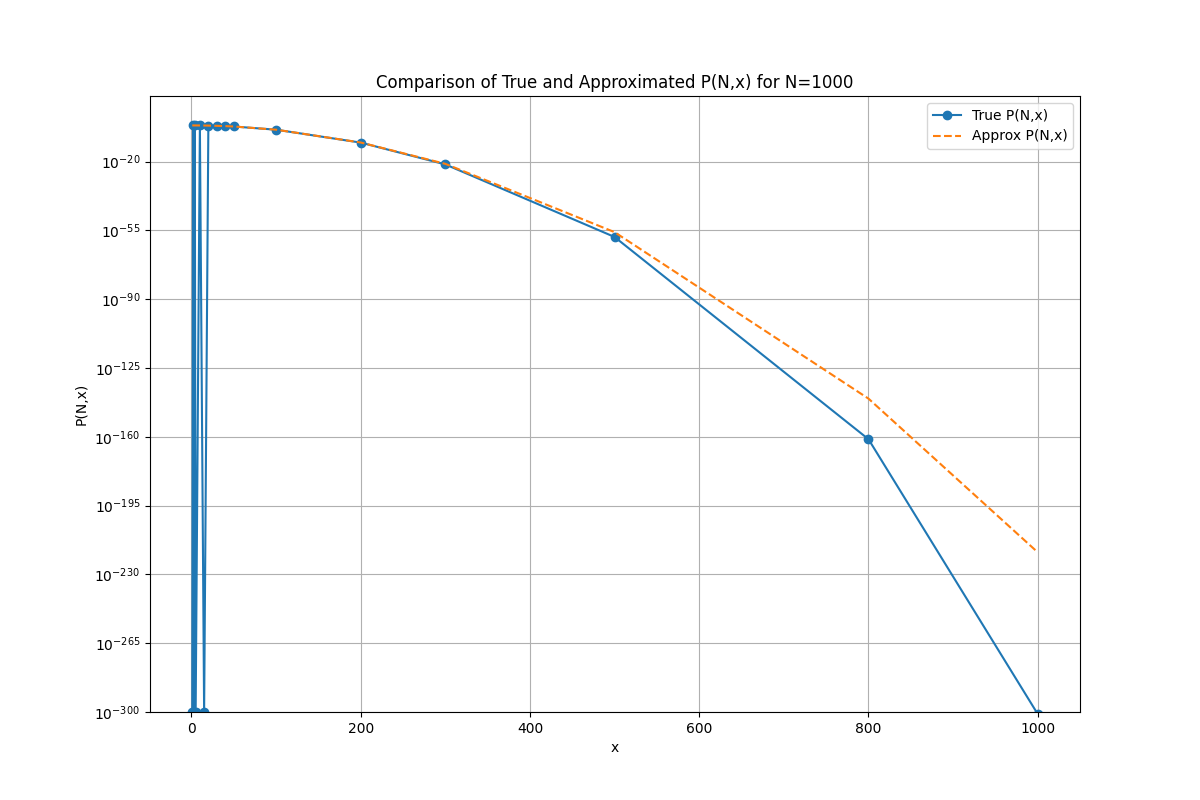 Comparison of True and Approximated P(N,x) for N=1000
True P(N,x)
Approx P(N,x)
10⁻²⁰
10⁻⁵⁵
10⁻⁹⁰
10⁻¹²⁵
10⁻¹⁶⁰
10⁻¹⁹⁵
10⁻²³⁰
10⁻²⁶⁵
10⁻³⁰⁰
P(N,x)
0 200 400 600 800 1000
x